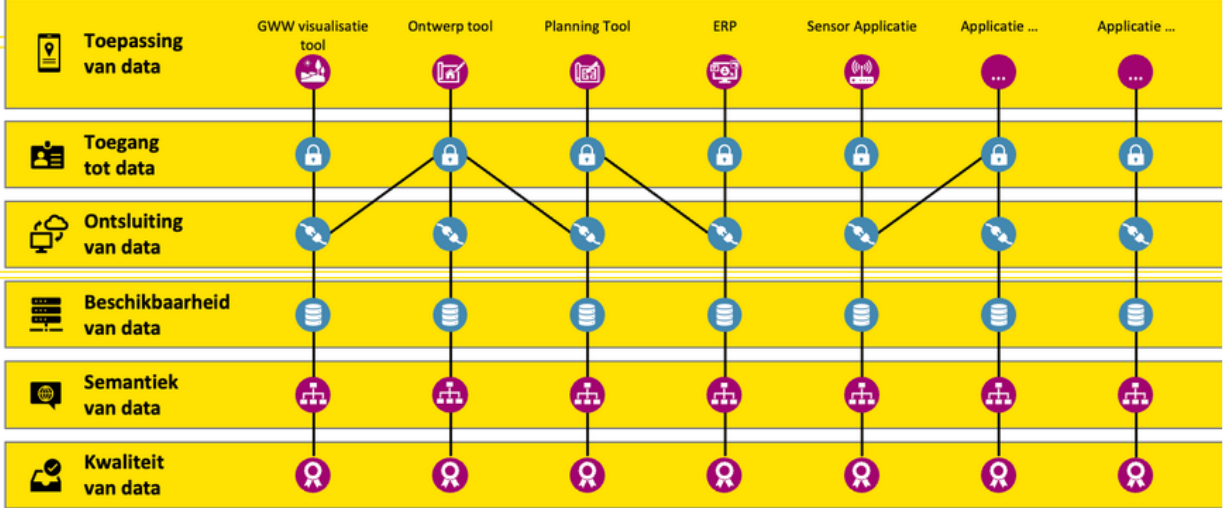 Toepassing
van data
GWW visualisatie
tool
Ontwerp tool
Planning Tool
ERP
Sensor Applicatie
Applicatie ...
Applicatie ...
...
...
Toegang
tot data
Ontsluiting
van data
Beschikbaarheid
van data
Semantiek
van data
Kwaliteit
van data